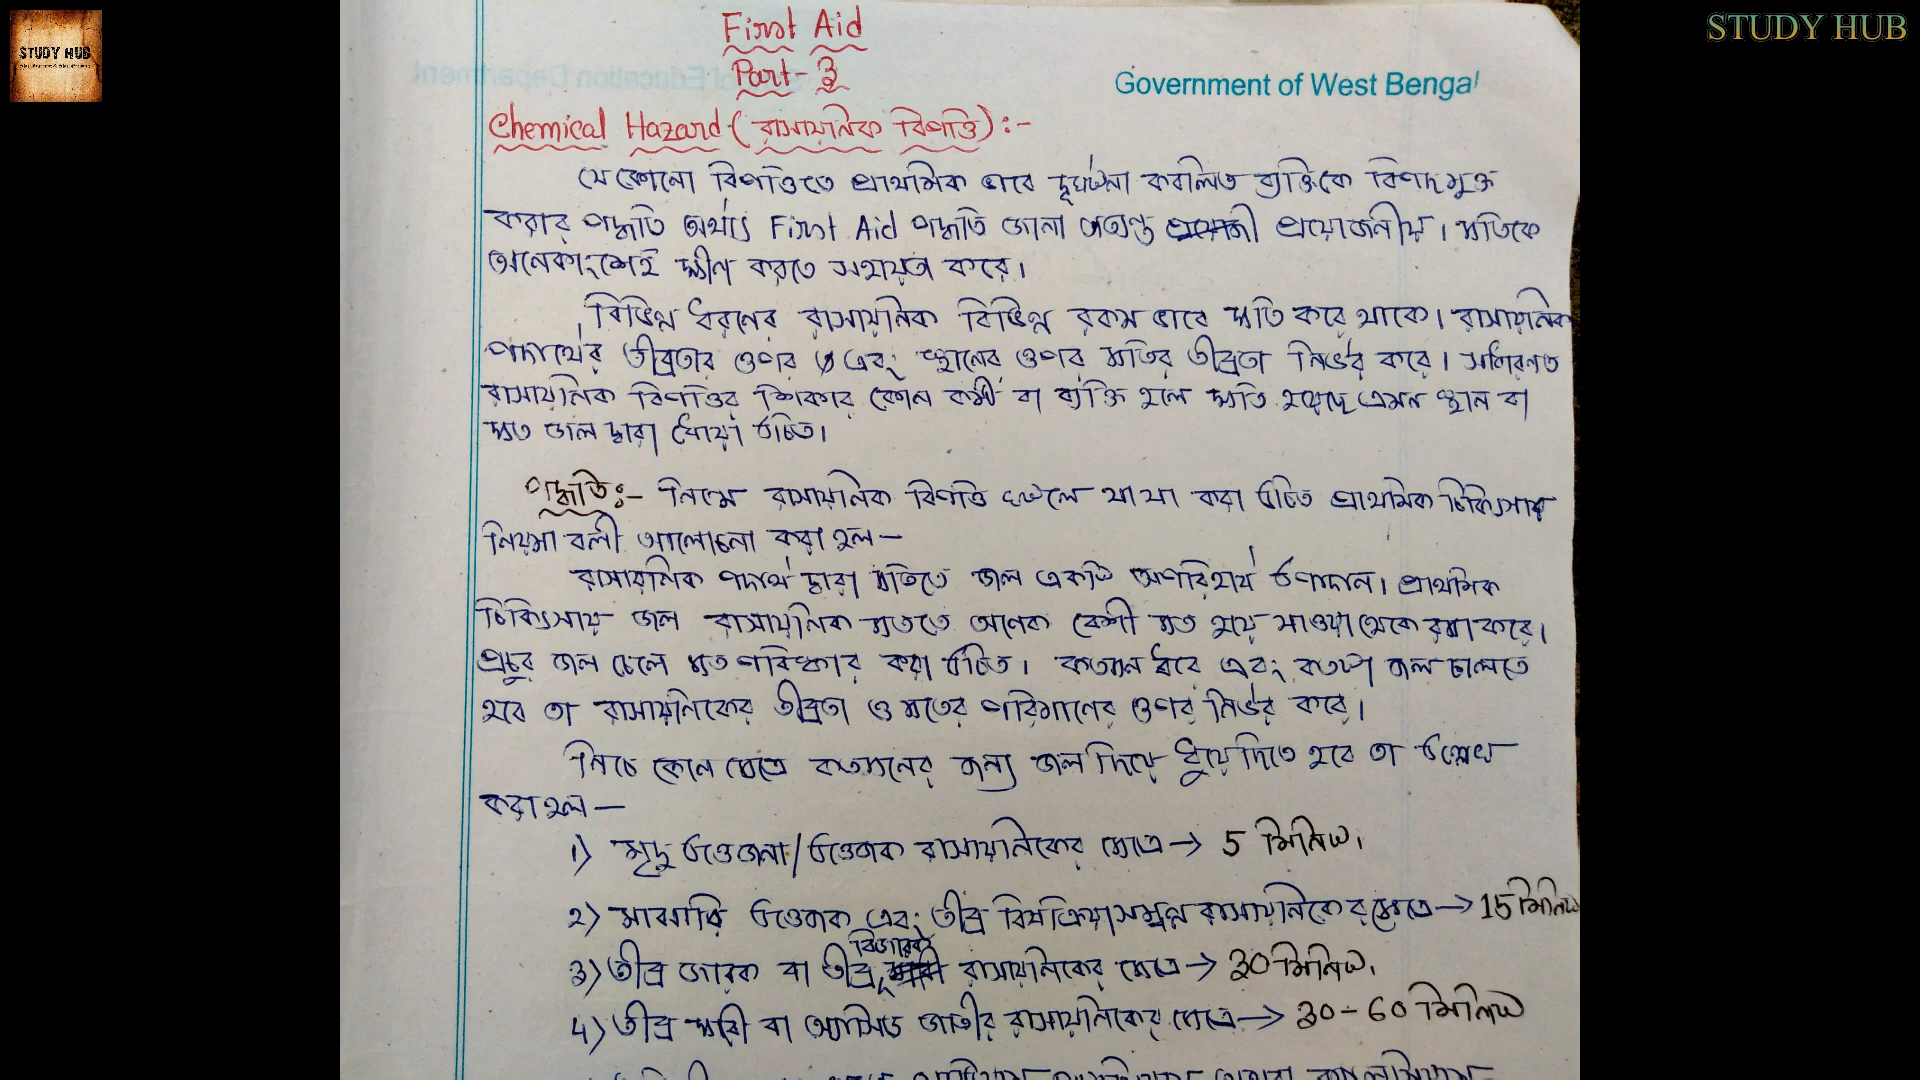 STUDY HUB
STUDY HUB
First Aid
Part-3
Government of West Bengal
Chemical Hazard (রাসায়নিক বিপত্তি):-
যে কোনো বিপত্তিতে প্রাথমিক ভাবে দূর্ঘটনা কবলিত ব্যক্তিকে বিপদমুক্ত
করার পদ্ধতি অর্থাৎ First Aid পদ্ধতি জানা অত্যন্ত প্রয়োজনীয়। ক্ষতিকে
অনেকাংশেই ক্ষীণ করতে সহায়তা করে।
বিভিন্ন ধরণের রাসায়নিক বিভিন্ন রকম ভাবে ক্ষতি করে থাকে। রাসায়নিক
পদার্থের তীব্রতার ওপর এবং স্থানের ওপর ক্ষতির তীব্রতা নির্ভর করে। সাধারণত
রাসায়নিক বিপত্তির শিকার কোন কর্মী বা ব্যক্তি হলে ক্ষতি হয়েছে এমন স্থান বা
ক্ষত জল দ্বারা ধোয়া উচিত।
পদ্ধতি:- নিম্নে রাসায়নিক বিপত্তি ঘটলে যা যা করা উচিত প্রাথমিক চিকিৎসার
নিয়মাবলী আলোচনা করা হল-
রাসায়নিক পদার্থ দ্বারা ক্ষতিতে জল একটি অপরিহার্য উপাদান। প্রাথমিক
চিকিৎসায় জল রাসায়নিক ক্ষততে অনেক বেশী ক্ষত হয়ে যাওয়া থেকে রক্ষা করে।
প্রচুর জল ঢেলে ক্ষত পরিষ্কার করা উচিত। কতক্ষন ধরে এবং কতটা জল ঢালতে
হবে তা রাসায়নিকের তীব্রতা ও ক্ষতের পরিমাণের ওপর নির্ভর করে।
নিচে কোন ক্ষেত্রে কতক্ষনের জন্য জল দিয়ে ধুয়ে দিতে হবে তা উল্লেখ
করা হল-
1) মৃদু উত্তেজনা/উত্তেজক রাসায়নিকের ক্ষেত্রে → 5 মিনিট।
2) মাঝারি উত্তেজক এবং তীব্র বিষক্রিয়া সম্পন্ন রাসায়নিকের ক্ষেত্রে → 15 মিনিট
3) তীব্র জারক বা তীব্র বিজারক রাসায়নিকের ক্ষেত্রে → 30 মিনিট।
4) তীব্র ক্ষারী বা অ্যাসিড জাতীয় রাসায়নিকের ক্ষেত্রে → 30-60 মিনিট